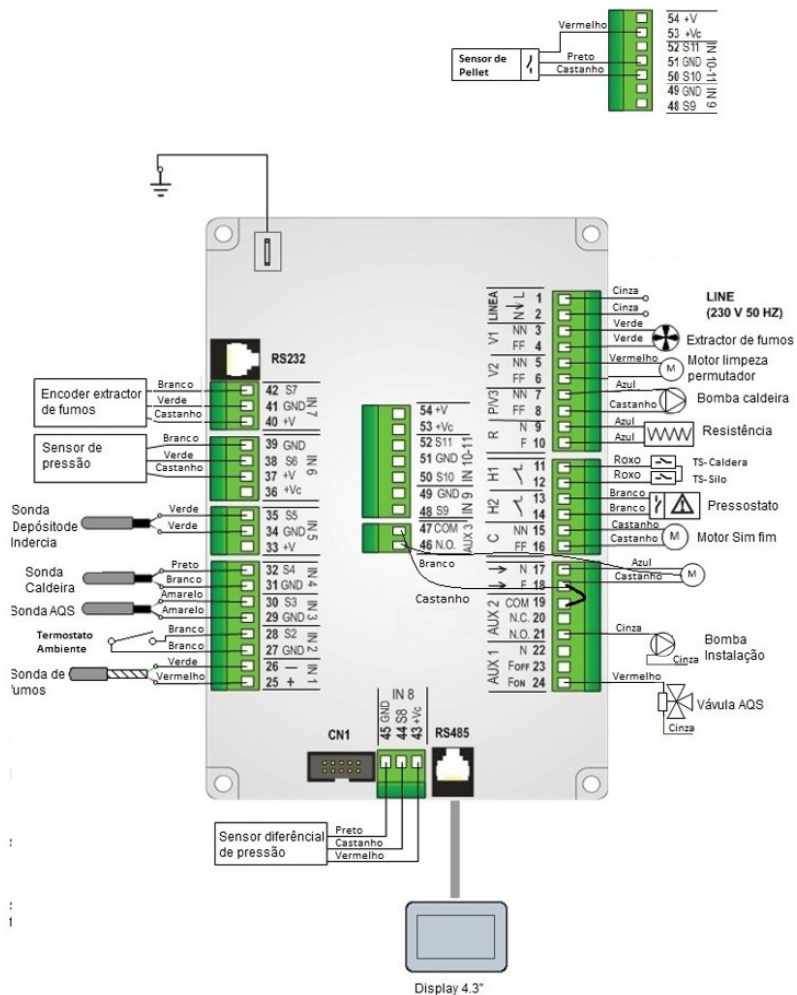 Vermelho
Sensor de
Pellet
Preto
Castanho
54 +V
53 +Vc
52 S11
51 GND
50 S10
IN 10-11
49 GND
48 S9
IN 9
LINEA
L 1
N 2
V1
NN 3
FF 4
V2
NN 5
FF 6
P/V3
NN 7
FF 8
R
N 9
F 10
H1
11
12
H2
13
14
C
NN 15
FF 16
N 17
F 18
AUX 2
COM 19
N.C. 20
N.O. 21
AUX 1
N 22
FOFF 23
FON 24
Cinza
Cinza
LINE
(230 V 50 HZ)
Verde
Verde
Extractor de fumos
Vermelho
M
Motor limpeza
permutador
Azul
Castanho
Bomba caldeira
Azul
Azul
Resistência
Roxo
TS-Caldera
Roxo
TS-Silo
Branco
Branco
Pressostato
Castanho
Castanho
M
Motor Sim fim
Azul
Castanho
M
Cinza
Cinza
Bomba
Instalação
Vermelho
Cinza
Vávula AQS
RS232
Encoder extractor
de fumos
Branco
Verde
Castanho
42 S7
41 GND
40 +V
IN 7
Sensor de
pressão
Branco
Verde
Castanho
39 GND
38 S6
37 +V
36 +Vc
IN 6
Sonda
Depósitode
Indercia
Verde
Verde
35 S5
34 GND
33 +V
IN 5
Sonda
Caldeira
Preto
Branco
32 S4
31 GND
IN 4
Sonda AQS
Amarelo
Amarelo
30 S3
29 GND
IN 3
Termostato
Ambiente
Branco
Branco
28 S2
27 GND
IN 2
Sonda de
umos
Verde
Vermelho
26 —
25 +
IN 1
54 +V
53 +Vc
52 S11
51 GND
50 S10
IN 10-11
49 GND
48 S9
IN 9
47 COM
46 N.O.
AUX 3
Branco
Castanho
IN 8
45 GND
44 S8
43 +Vc
CN1
RS485
Sensor diferêncial
de pressão
Preto
Castanho
Vermelho
Display 4.3"